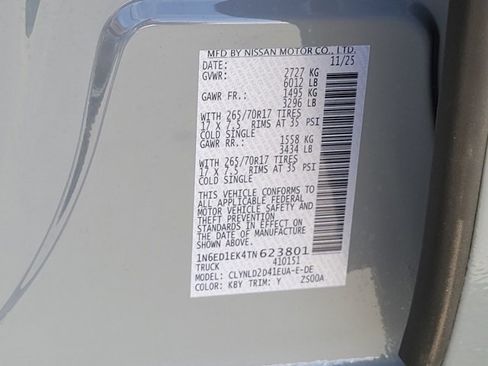 MFD BY NISSAN MOTOR CO., LTD.
DATE: 11/25
GVWR: 2727 KG
6012 LB
GAWR FR.: 1495 KG
3296 LB
WITH 265/70R17 TIRES
17 X 7.5 RIMS AT 35 PSI
COLD SINGLE
GAWR RR.: 1558 KG
3434 LB
WITH 265/70R17 TIRES
17 X 7.5 RIMS AT 35 PSI
COLD SINGLE
THIS VEHICLE CONFORMS TO
ALL APPLICABLE FEDERAL
MOTOR VEHICLE SAFETY AND
THEFT PREVENTION
STANDARDS IN EFFECT ON
THE DATE OF MANUFACTURE
SHOWN ABOVE.
1N6ED1EK4TN623801
TRUCK 410151
MODEL: CLYNLD2D41EUA-E-DE
COLOR: KBY TRIM: Y ZS00A